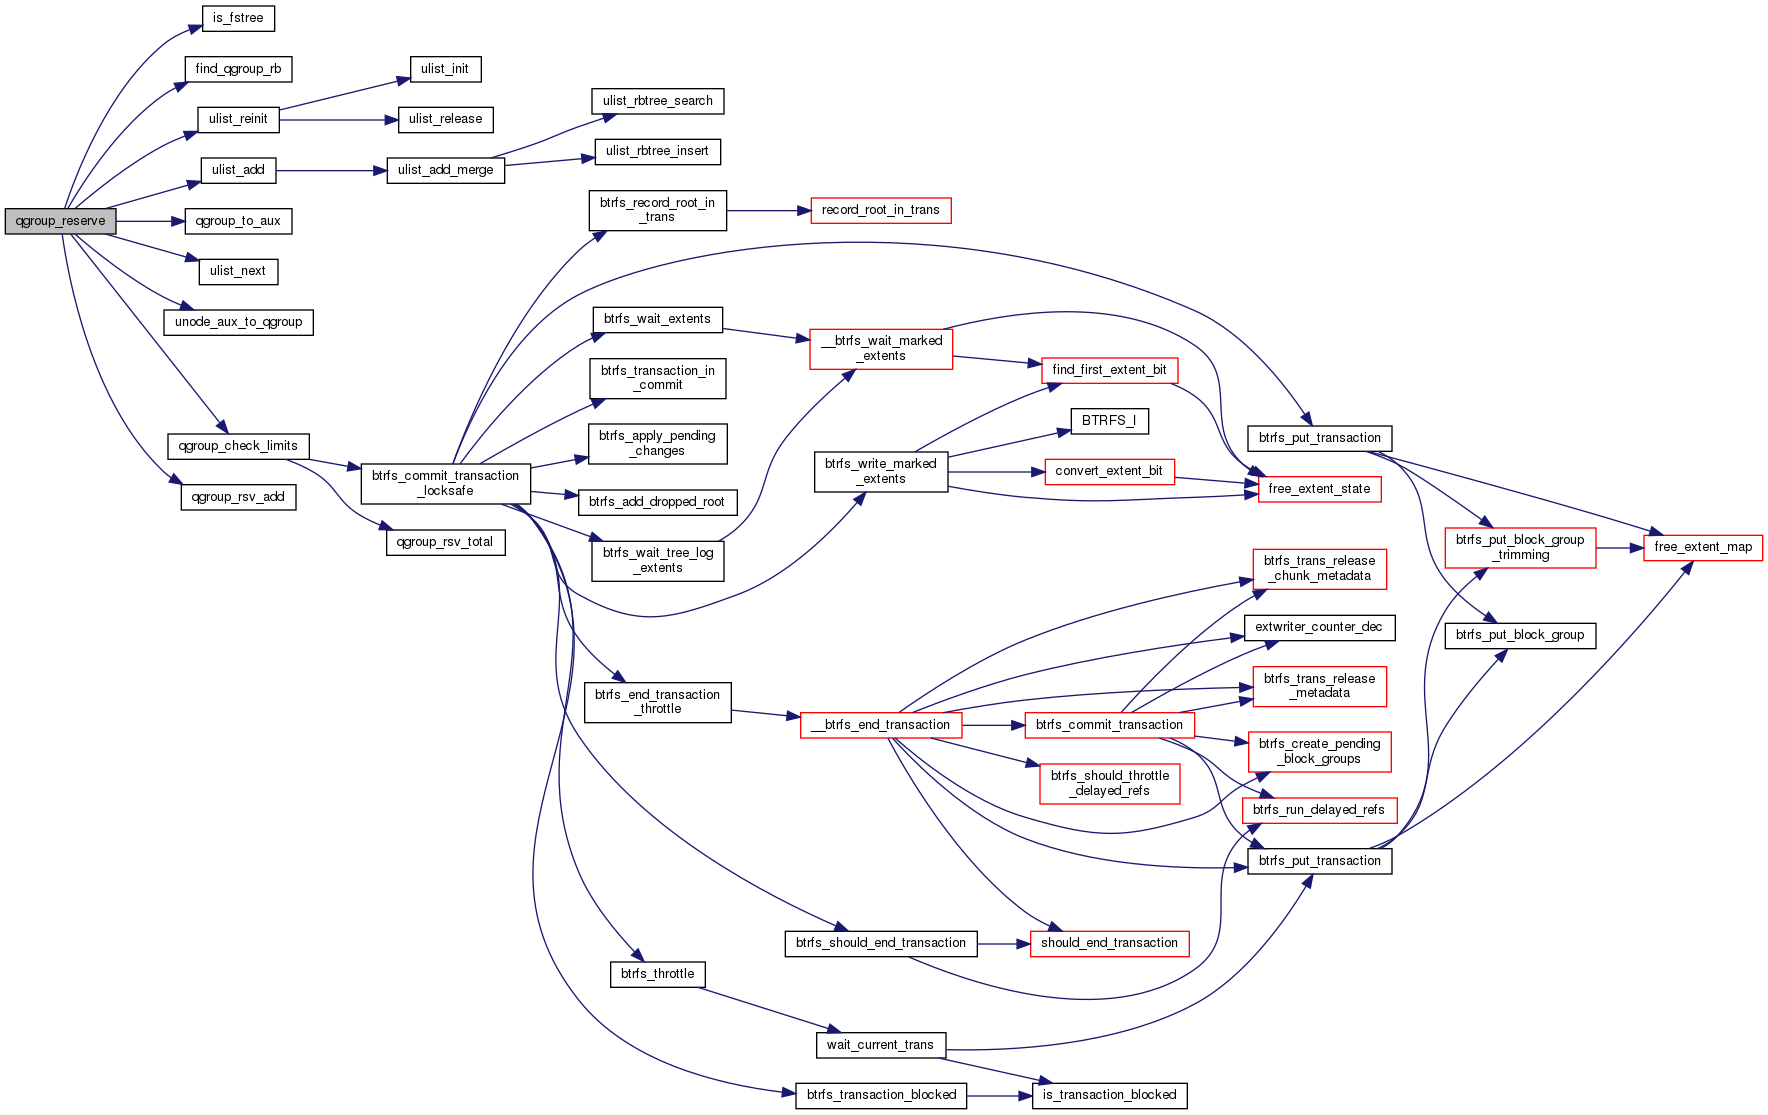 is_fstree
find_qgroup_rb
ulist_init
ulist_rbtree_search
ulist_reinit
ulist_release
ulist_rbtree_insert
ulist_add
ulist_add_merge
qgroup_reserve
qgroup_to_aux
btrfs_record_root_in
_trans
record_root_in_trans
ulist_next
unode_aux_to_qgroup
btrfs_wait_extents
__btrfs_wait_marked
_extents
btrfs_transaction_in
_commit
find_first_extent_bit
BTRFS_I
btrfs_put_transaction
qgroup_check_limits
btrfs_apply_pending
_changes
btrfs_commit_transaction
_locksafe
btrfs_write_marked
_extents
convert_extent_bit
free_extent_state
qgroup_rsv_add
btrfs_add_dropped_root
qgroup_rsv_total
btrfs_wait_tree_log
_extents
btrfs_put_block_group
_trimming
free_extent_map
btrfs_trans_release
_chunk_metadata
extwriter_counter_dec
btrfs_put_block_group
btrfs_trans_release
_metadata
btrfs_end_transaction
_throttle
__btrfs_end_transaction
btrfs_commit_transaction
btrfs_create_pending
_block_groups
btrfs_should_throttle
_delayed_refs
btrfs_run_delayed_refs
btrfs_put_transaction
btrfs_should_end_transaction
should_end_transaction
btrfs_throttle
wait_current_trans
btrfs_transaction_blocked
is_transaction_blocked